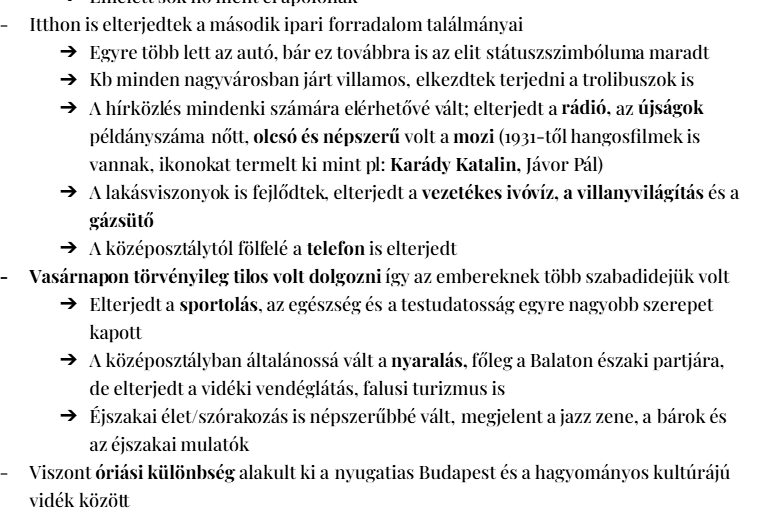 - Itthon is elterjedtek a második ipari forradalom találmányai
➔ Egyre több lett az autó, bár ez továbbra is az elit státuszszimbóluma maradt
➔ Kb minden nagyvárosban járt villamos, elkezdtek terjedni a trolibuszok is
➔ A hírközlés mindenki számára elérhetővé vált; elterjedt a rádió, az újságok
példányszáma nőtt, olcsó és népszerű volt a mozi (1931-től hangosfilmek is
vannak, ikonokat termelt ki mint pl: Karády Katalin, Jávor Pál)
➔ A lakásviszonyok is fejlődtek, elterjedt a vezetékes ivóvíz, a villanyvilágítás és a
gázsütő
➔ A középosztálytól fölfelé a telefon is elterjedt
- Vasárnapon törvényileg tilos volt dolgozni így az embereknek több szabadidejük volt
➔ Elterjedt a sportolás, az egészség és a testudatosság egyre nagyobb szerepet
kapott
➔ A középosztályban általánossá vált a nyaralás, főleg a Balaton északi partjára,
de elterjedt a vidéki vendéglátás, falusi turizmus is
➔ Éjszakai élet/szórakozás is népszerűbbé vált, megjelent a jazz zene, a bárok és
az éjszakai mulatók
- Viszont óriási különbség alakult ki a nyugatias Budapest és a hagyományos kultúrájú
vidék között